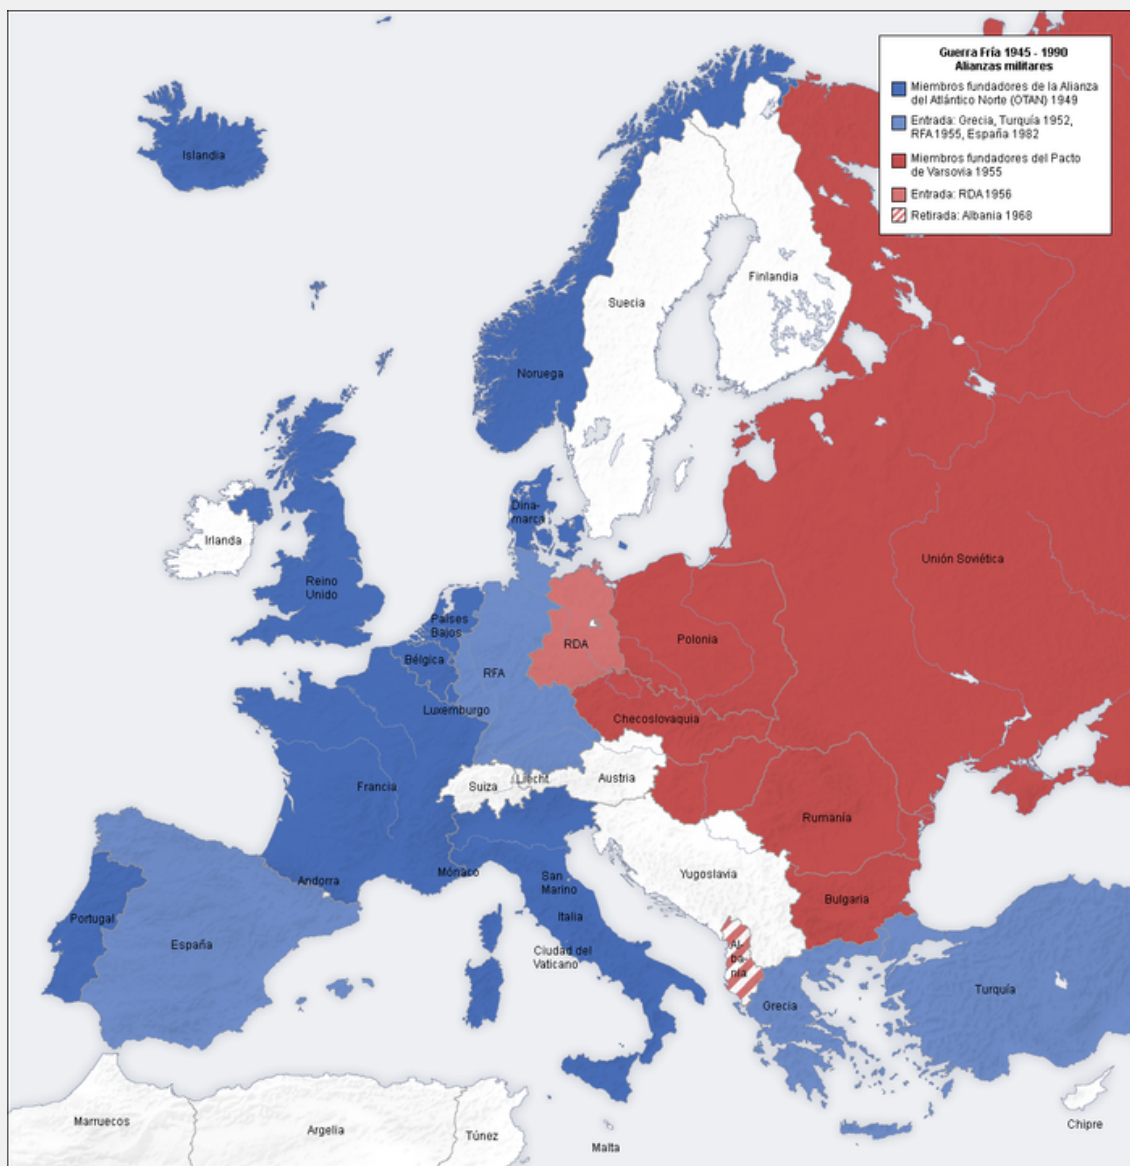 Guerra Fría 1945 - 1990
Alianzas militares
Miembros fundadores de la Alianza
del Atlántico Norte (OTAN) 1949
Entrada: Grecia, Turquía 1952,
RFA 1955, España 1982
Miembros fundadores del Pacto
de Varsovia 1955
Entrada: RDA 1956
Retirada: Albania 1968
Islandia
Finlandia
Suecia
Noruega
Dina-
marca
Irlanda
Unión Soviética
Reino
Unido
Países
Bajos
Polonia
RDA
Bélgica
RFA
Luxemburgo
Checoslovaquia
Liecht
Austria
Suiza
Francia
Rumanía
Mónaco
Yugoslavia
San
Marino
Andorra
Bulgaria
Portugal
Italia
España
Ciudad del
Vaticano
Al-
ba-
nia
Turquía
Grecia
Marruecos
Argelia
Túnez
Malta
Chipre